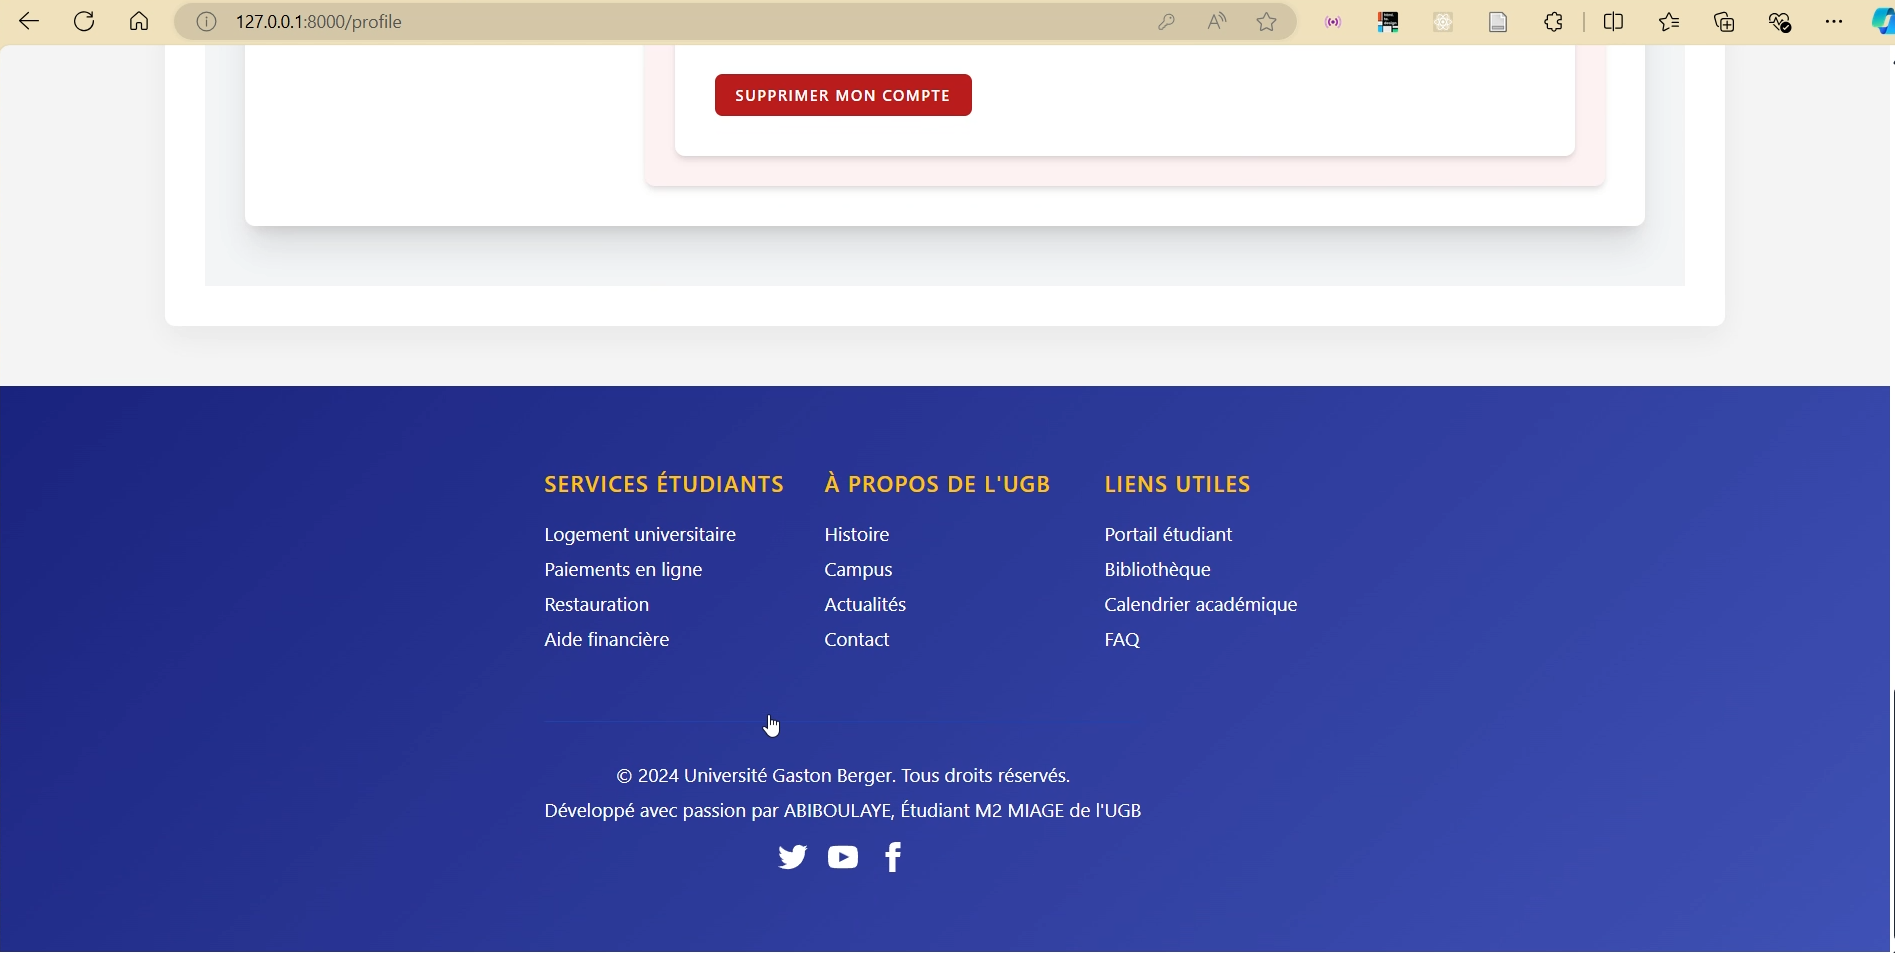 127.0.0.1:8000/profile
SUPPRIMER MON COMPTE
SERVICES ÉTUDIANTS
Logement universitaire
Paiements en ligne
Restauration
Aide financière
À PROPOS DE L'UGB
Histoire
Campus
Actualités
Contact
LIENS UTILES
Portail étudiant
Bibliothèque
Calendrier académique
FAQ
© 2024 Université Gaston Berger. Tous droits réservés.
Développé avec passion par ABIBOULAYE, Étudiant M2 MIAGE de l'UGB